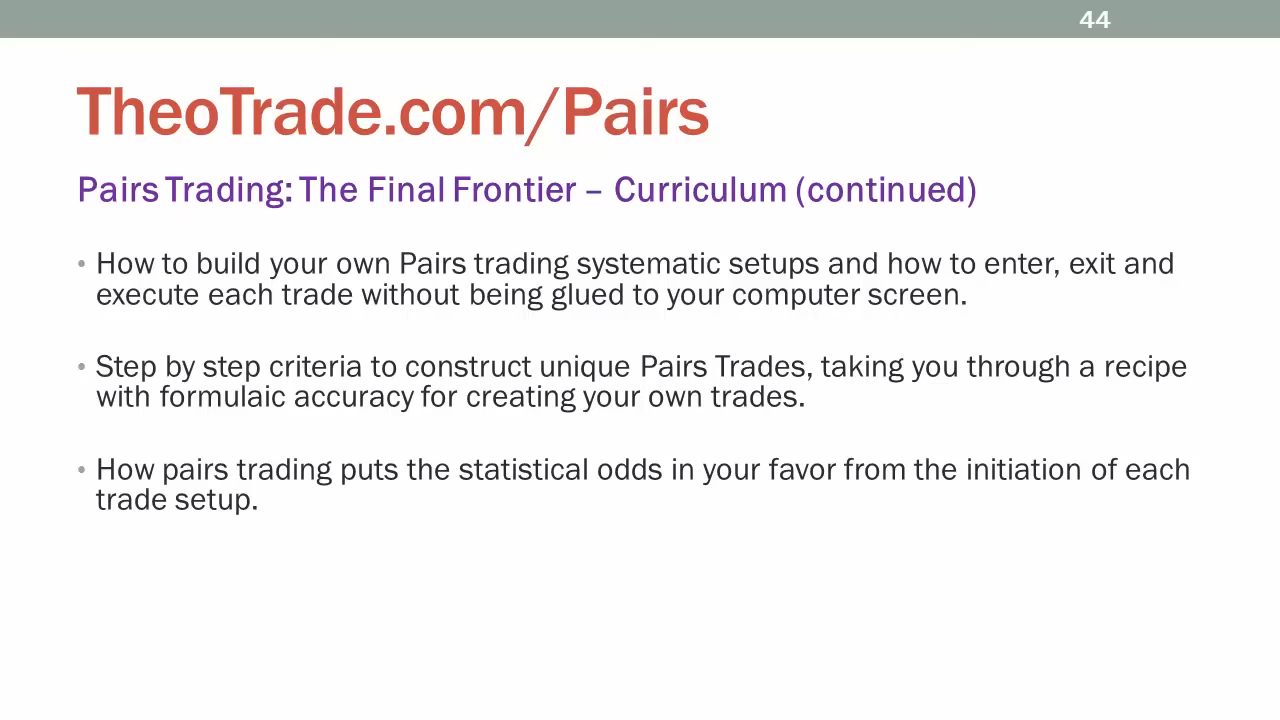 44
TheoTrade.com/Pairs
Pairs Trading: The Final Frontier – Curriculum (continued)
• How to build your own Pairs trading systematic setups and how to enter, exit and
execute each trade without being glued to your computer screen.
• Step by step criteria to construct unique Pairs Trades, taking you through a recipe
with formulaic accuracy for creating your own trades.
• How pairs trading puts the statistical odds in your favor from the initiation of each
trade setup.